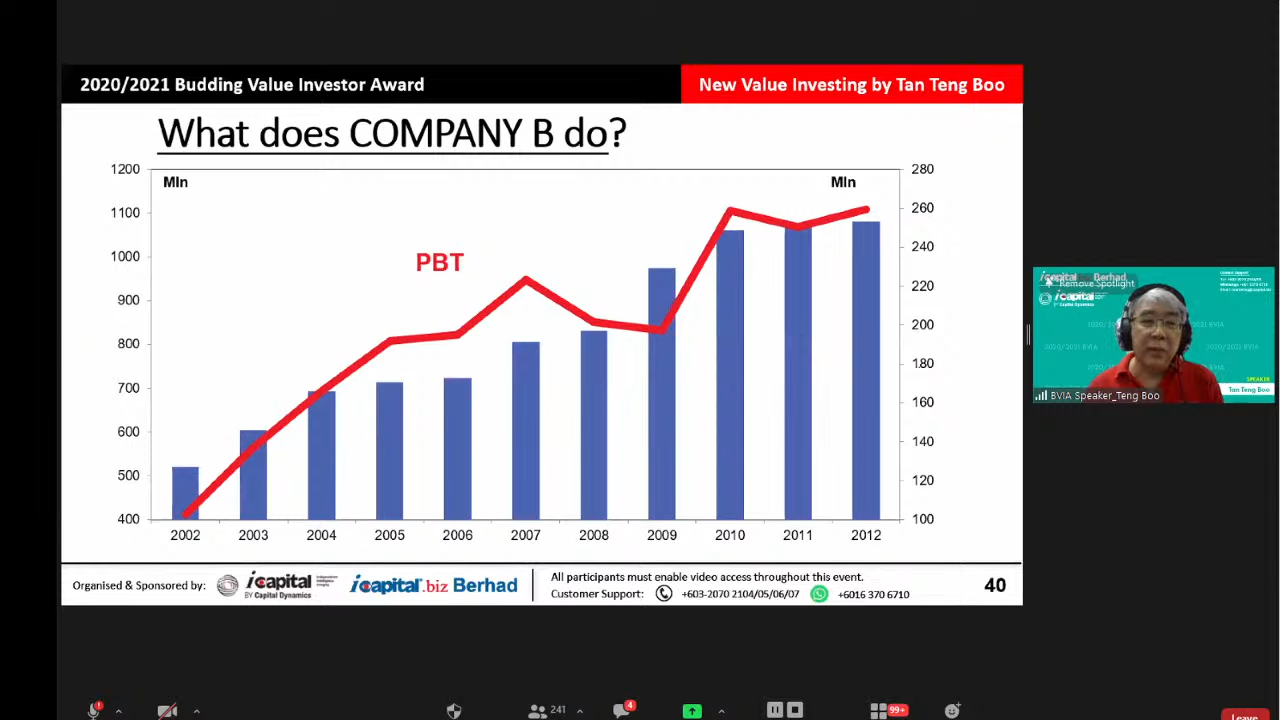 2020/2021 Budding Value Investor Award
New Value Investing by Tan Teng Boo
What does COMPANY B do?
1200
1100
1000
900
800
700
600
500
400
Mln
PBT
Mln
280
260
240
220
200
180
160
140
120
100
2002 2003 2004 2005 2006 2007 2008 2009 2010 2011 2012
Organised & Sponsored by:
icapital
BY Capital Dynamics
icapital.biz Berhad
All participants must enable video access throughout this event.
Customer Support: +603-2070 2104/05/06/07 +6016 370 6710
40
icapital Berhad
Remove Spotlight
icapital
2020/2021 BVIA
SPEAKER
Tan Teng Boo
BVIA Speaker_Teng Boo
241
4
99+
Leave